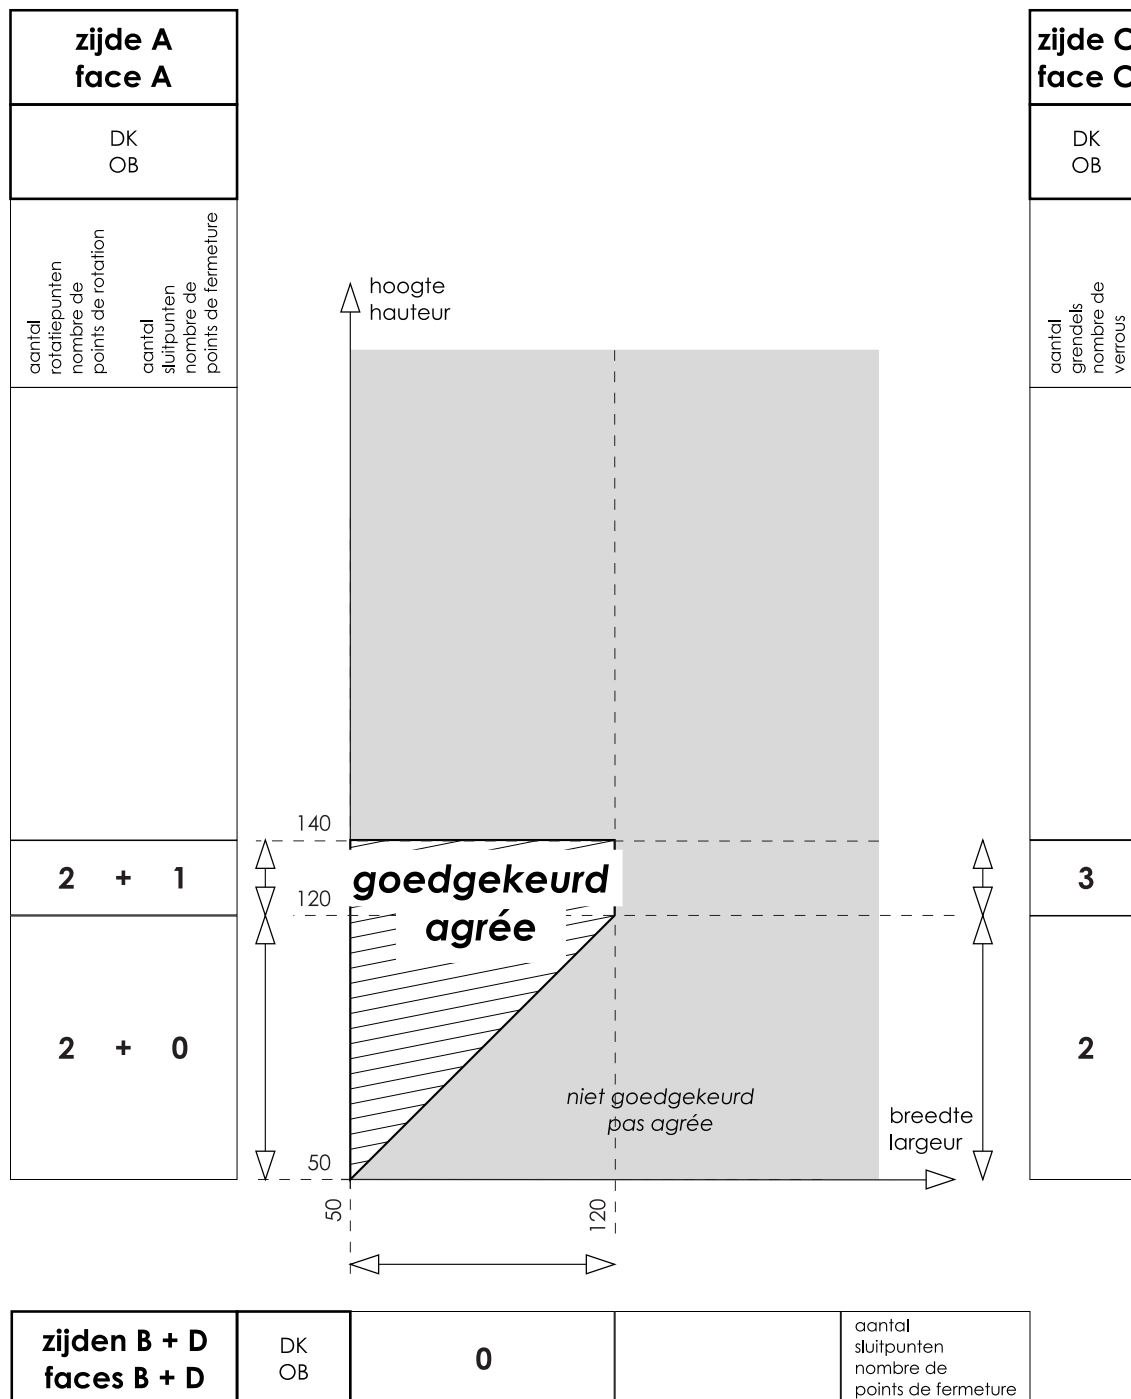 zijde A
face A
DK
OB
aantal
rotatiepunten
nombre de
points de rotation
aantal
sluitpunten
nombre de
points de fermeture
zijde C
face C
DK
OB
aantal
grendels
nombre de
verrous
hoogte
hauteur
140
2 + 1
goedgekeurd
agrée
3
120
2 + 0
2
niet goedgekeurd
pas agrée
breedte
largeur
50
50
120
zijden B + D
faces B + D
DK
OB
0
aantal
sluitpunten
nombre de
points de fermeture